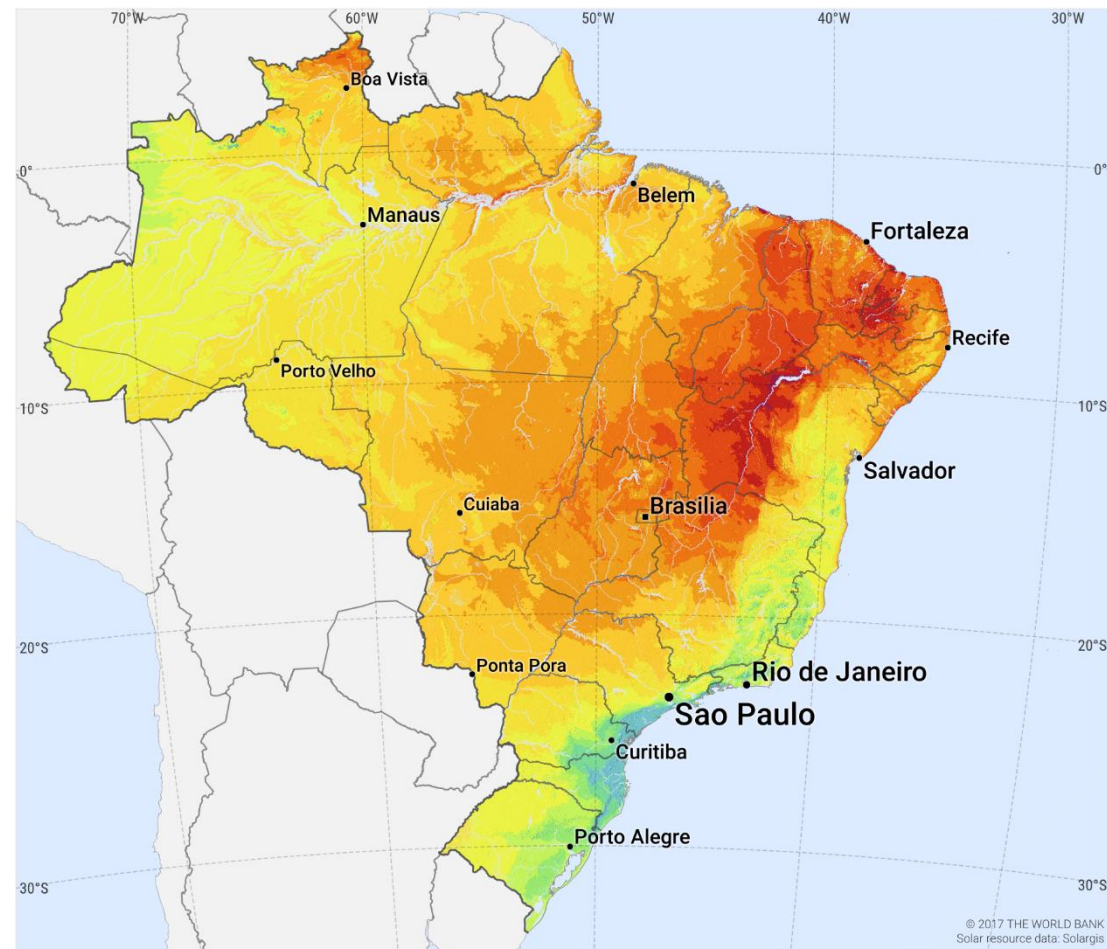 70°W
60°W
50°W
40°W
30°W
Boa Vista
0°
0°
Belem
Manaus
Fortaleza
Recife
Porto Velho
10°S
10°S
Salvador
Cuiaba
Brasilia
20°S
20°S
Ponta Pora
Rio de Janeiro
Sao Paulo
Curitiba
Porto Alegre
30°S
30°S
© 2017 THE WORLD BANK
Solar resource data: Solargis